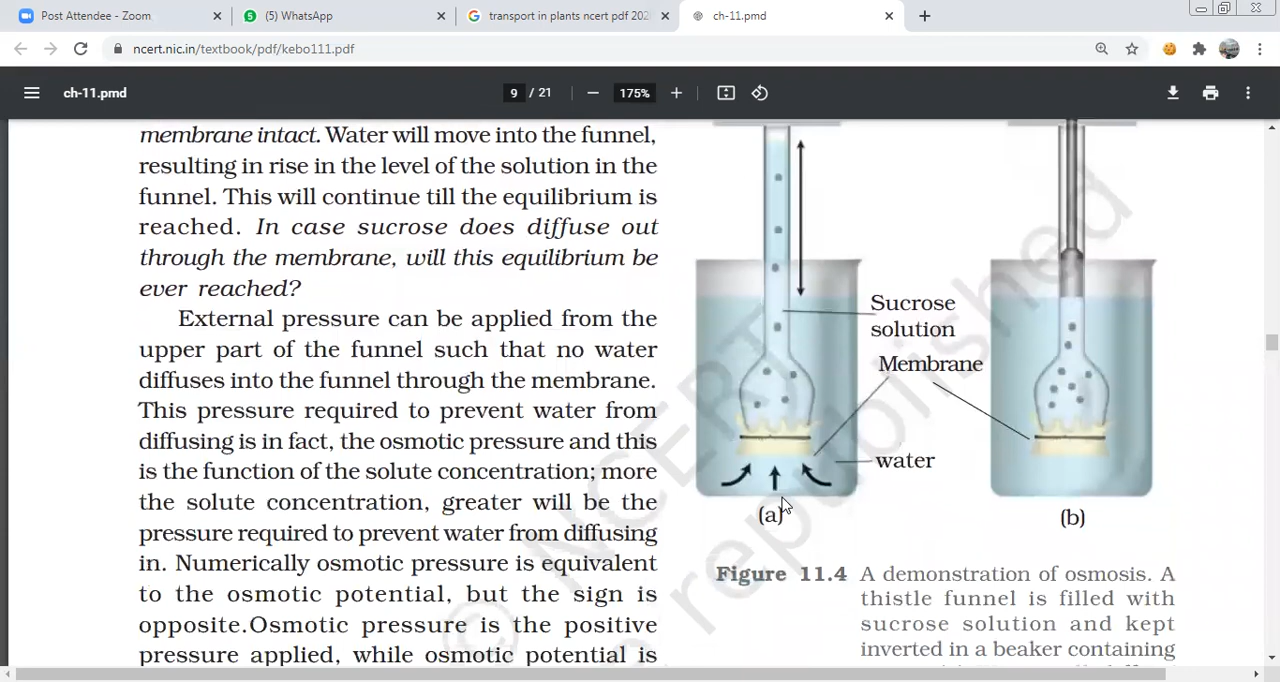 Post Attendee - Zoom
(5) WhatsApp
transport in plants ncert pdf 202
ch-11.pmd
ncert.nic.in/textbook/pdf/kebo111.pdf
ch-11.pmd
9 / 21
175%
membrane intact. Water will move into the funnel,
resulting in rise in the level of the solution in the
funnel. This will continue till the equilibrium is
reached. In case sucrose does diffuse out
through the membrane, will this equilibrium be
ever reached?
External pressure can be applied from the
upper part of the funnel such that no water
diffuses into the funnel through the membrane.
This pressure required to prevent water from
diffusing is in fact, the osmotic pressure and this
is the function of the solute concentration; more
the solute concentration, greater will be the
pressure required to prevent water from diffusing
in. Numerically osmotic pressure is equivalent
to the osmotic potential, but the sign is
opposite.Osmotic pressure is the positive
pressure applied, while osmotic potential is
Sucrose
solution
Membrane
water
(a)
(b)
Figure 11.4 A demonstration of osmosis. A
thistle funnel is filled with
sucrose solution and kept
inverted in a beaker containing
© NCERT
republished